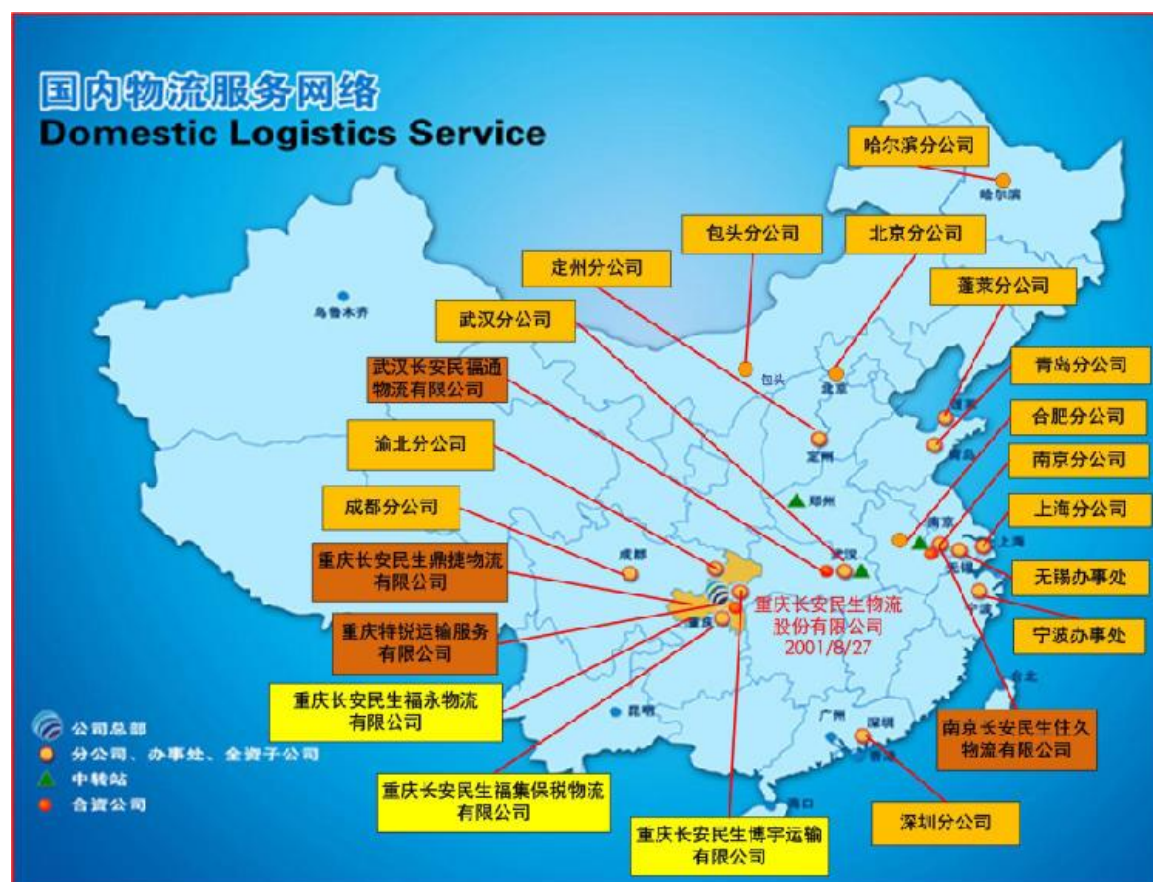 国内物流服务网络
Domestic Logistics Service
哈尔滨分公司
哈尔滨
包头分公司
北京分公司
定州分公司
蓬莱分公司
武汉分公司
乌鲁木齐
青岛分公司
武汉长安民福通
物流有限公司
包头
北京
合肥分公司
渝北分公司
定州
青岛
南京分公司
成都分公司
郑州
南京
上海分公司
上海
重庆长安民生鼎捷物流
有限公司
成都
武汉
无锡
无锡办事处
重庆长安民生物流
股份有限公司
2001/8/27
宁波
重庆特锐运输服务
有限公司
重庆
宁波办事处
重庆长安民生福永物流
有限公司
台北
昆明
广州
深圳
香港
南京长安民生住久
物流有限公司
公司总部
分公司、办事处、全资子公司
中转站
合资公司
重庆长安民生福集保税物流
有限公司
海口
重庆长安民生博宇运输
有限公司
深圳分公司